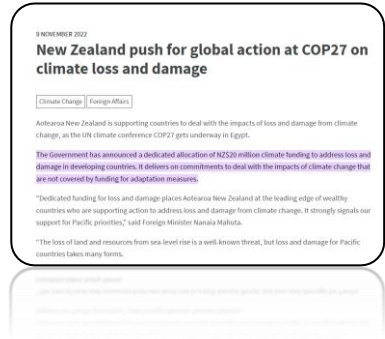 9 NOVEMBER 2022
New Zealand push for global action at COP27 on
climate loss and damage
Climate Change Foreign Affairs
Aotearoa New Zealand is supporting countries to deal with the impacts of loss and damage from climate
change, as the UN climate conference COP27 gets underway in Egypt.
The Government has announced a dedicated allocation of NZ$20 million climate funding to address loss and
damage in developing countries. It delivers on commitments to deal with the impacts of climate change that
are not covered by funding for adaptation measures.
"Dedicated funding for loss and damage places Aotearoa New Zealand at the leading edge of wealthy
countries who are supporting action to address loss and damage from climate change. It strongly signals our
support for Pacific priorities," said Foreign Minister Nanaia Mahuta.
"The loss of land and resources from sea level rise is a well-known threat, but loss and damage for Pacific
countries takes many forms.